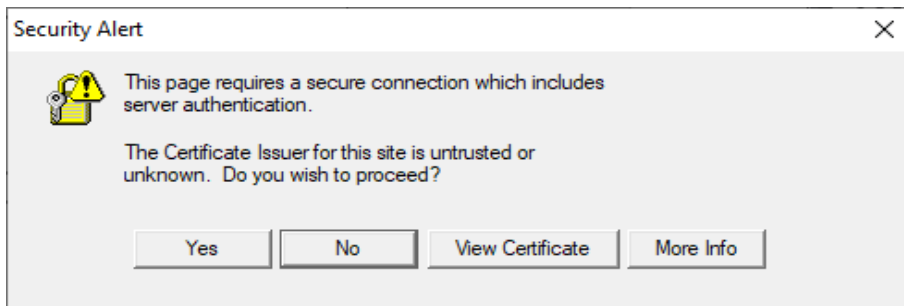 Security Alert
This page requires a secure connection which includes
server authentication.
The Certificate Issuer for this site is untrusted or
unknown.  Do you wish to proceed?
Yes
No
View Certificate
More Info